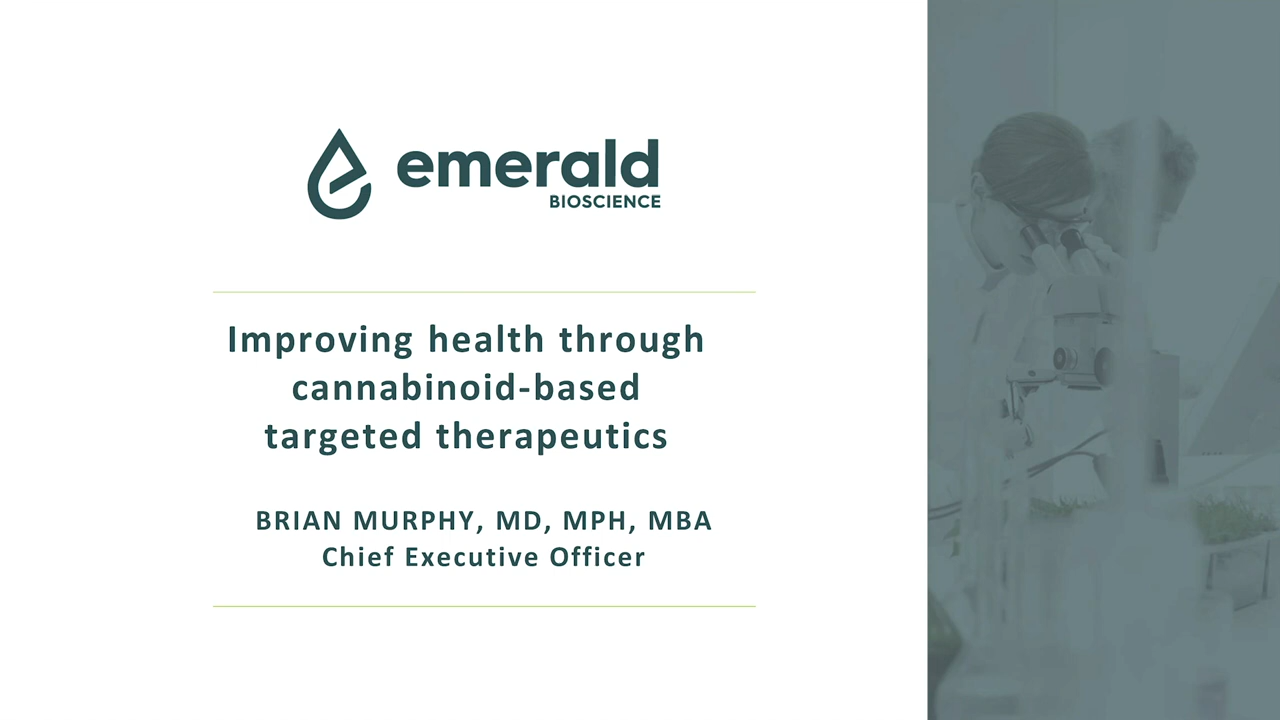 emerald
BIOSCIENCE
Improving health through
cannabinoid-based
targeted therapeutics
BRIAN MURPHY, MD, MPH, MBA
Chief Executive Officer